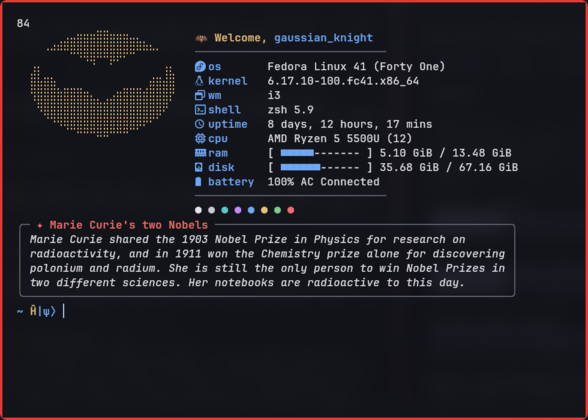 84
Welcome, gaussian_knight
os Fedora Linux 41 (Forty One)
kernel 6.17.10-100.fc41.x86_64
wm i3
shell zsh 5.9
uptime 8 days, 12 hours, 17 mins
cpu AMD Ryzen 5 5500U (12)
ram [ ■■■■■------- ] 5.10 GiB / 13.48 GiB
disk [ ■■■■■■------ ] 35.68 GiB / 67.16 GiB
battery 100% AC Connected
✦ Marie Curie's two Nobels
Marie Curie shared the 1903 Nobel Prize in Physics for research on
radioactivity, and in 1911 won the Chemistry prize alone for discovering
polonium and radium. She is still the only person to win Nobel Prizes in
two different sciences. Her notebooks are radioactive to this day.
~ Ĥ|ψ⟩